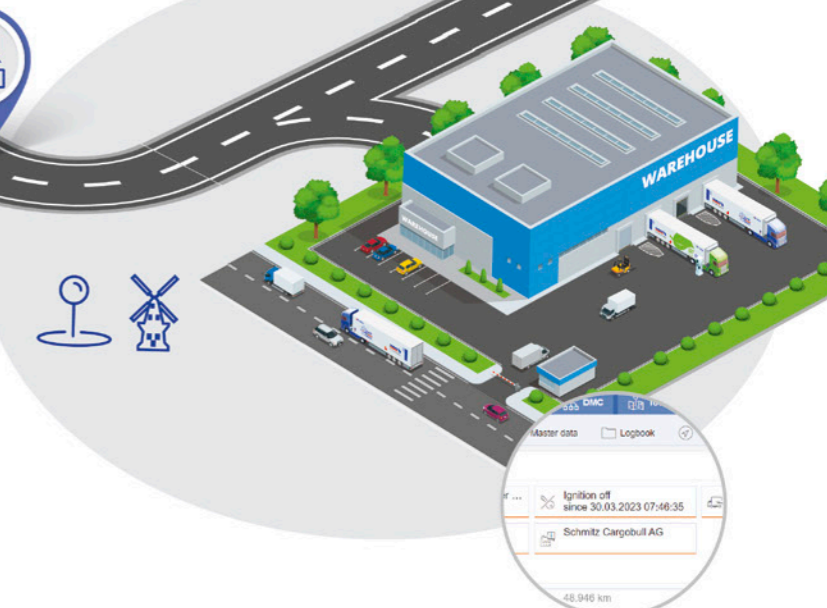 WAREHOUSE
WAREHOUSE
DMC
Master data
Logbook
Ignition off
since 30.03.2023 07:46:35
Schmitz Cargobull AG
48.946 km